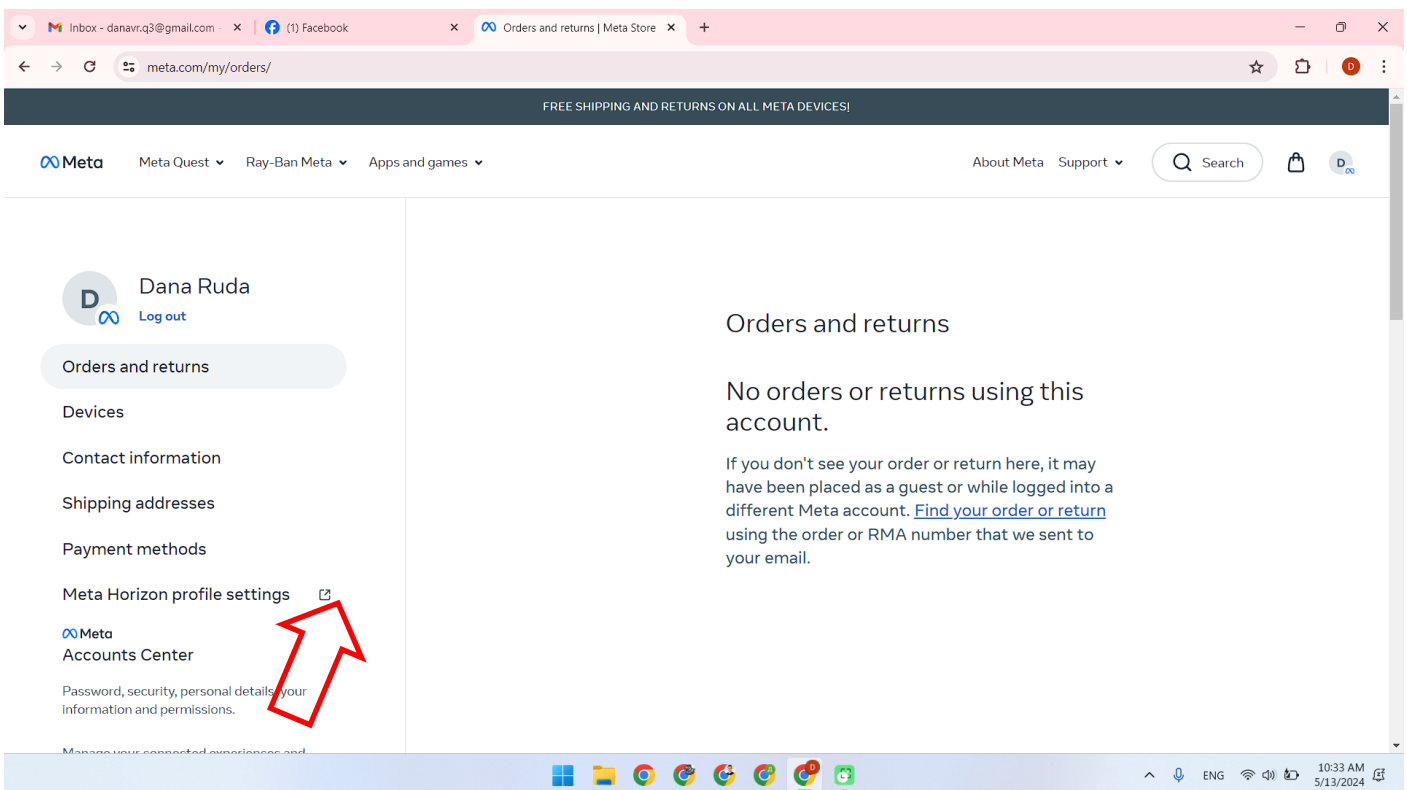 Inbox - danavr.q3@gmail.com -
(1) Facebook
Orders and returns | Meta Store
meta.com/my/orders/
D
FREE SHIPPING AND RETURNS ON ALL META DEVICES!
Meta
Meta Quest
Ray-Ban Meta
Apps and games
About Meta
Support
Search
D
D
Dana Ruda
Log out
Orders and returns
Devices
Contact information
Shipping addresses
Payment methods
Meta Horizon profile settings
Meta
Accounts Center
Password, security, personal details, your
information and permissions.
Manage your connected experiences and
Orders and returns
No orders or returns using this
account.
If you don't see your order or return here, it may
have been placed as a guest or while logged into a
different Meta account. Find your order or return
using the order or RMA number that we sent to
your email.
D
ENG
10:33 AM
5/13/2024